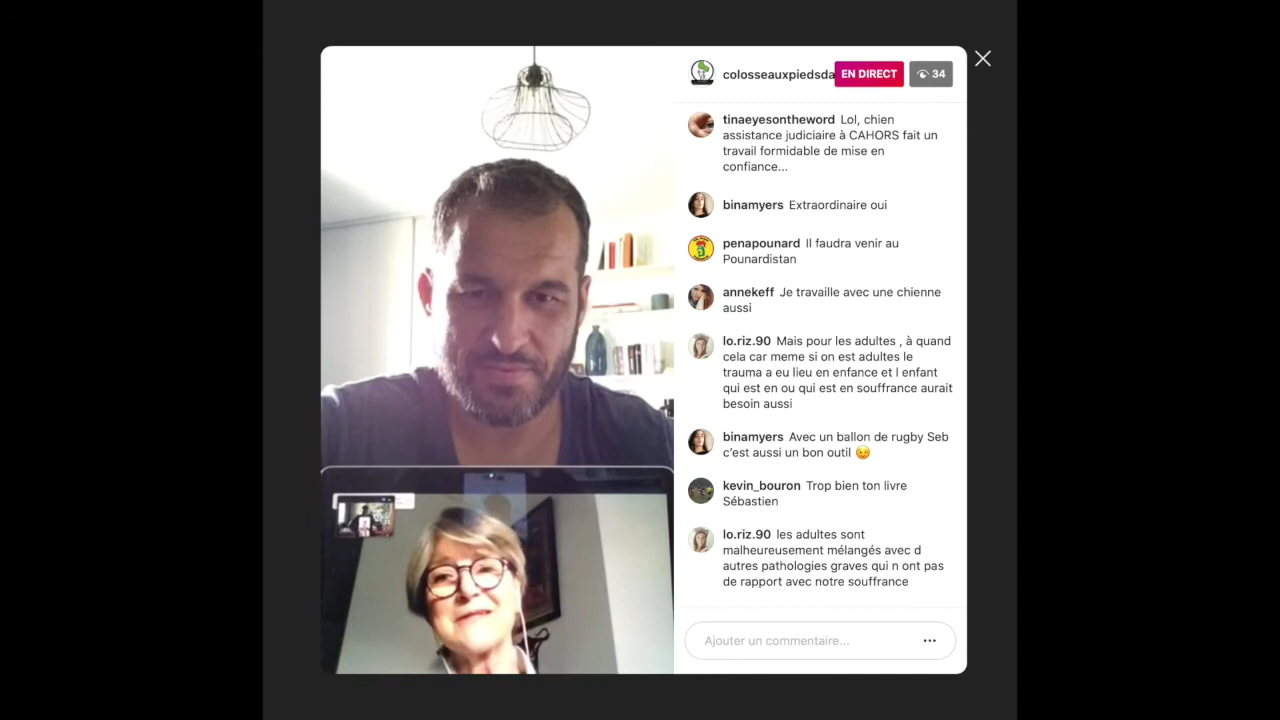 colosseauxpiedsda EN DIRECT 34
tinaeyesontheword Lol, chien
assistance judiciaire à CAHORS fait un
travail formidable de mise en
confiance...
binamyers Extraordinaire oui
penapounard Il faudra venir au
Pounardistan
annekeff Je travaille avec une chienne
aussi
lo.riz.90 Mais pour les adultes , à quand
cela car meme si on est adultes le
trauma a eu lieu en enfance et l enfant
qui est en ou qui est en souffrance aurait
besoin aussi
binamyers Avec un ballon de rugby Seb
c'est aussi un bon outil 😉
kevin_bouron Trop bien ton livre
Sébastien
lo.riz.90 les adultes sont
malheureusement mélangés avec d
autres pathologies graves qui n ont pas
de rapport avec notre souffrance
Ajouter un commentaire...